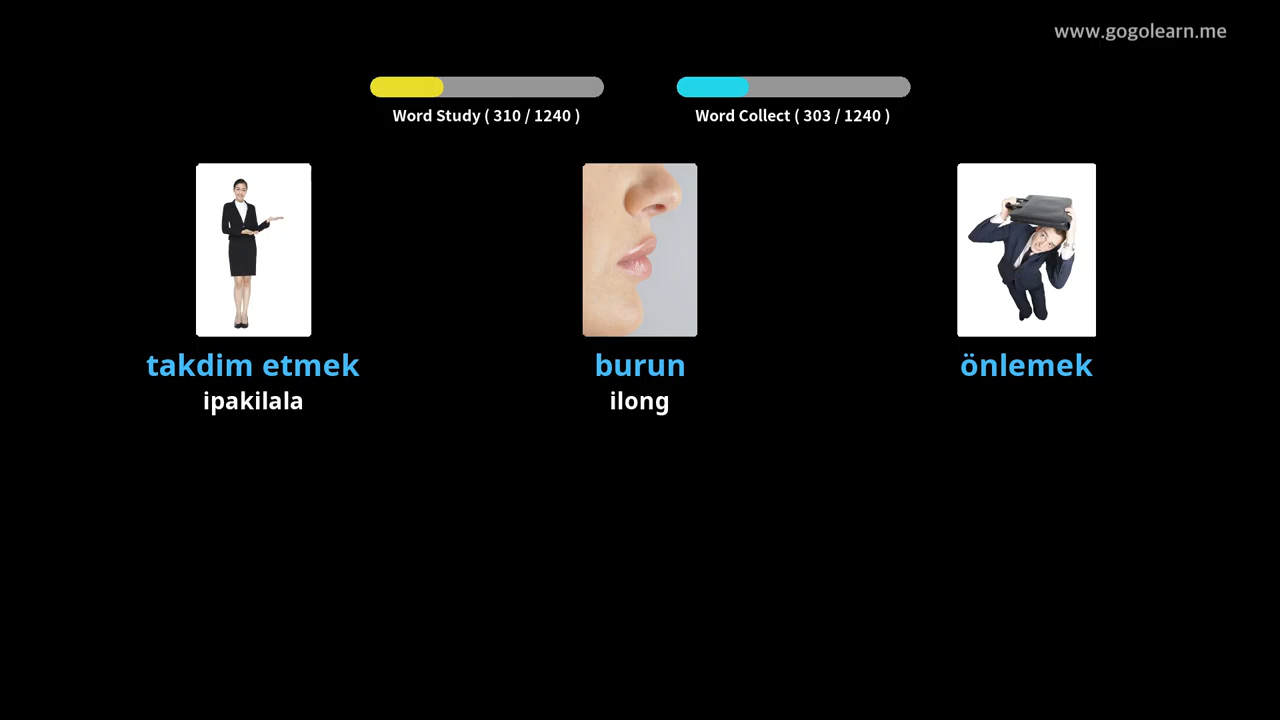 www.gogolearn.me
Word Study ( 310 / 1240 )
Word Collect ( 303 / 1240 )
takdim etmek
ipakilala
burun
ilong
önlemek